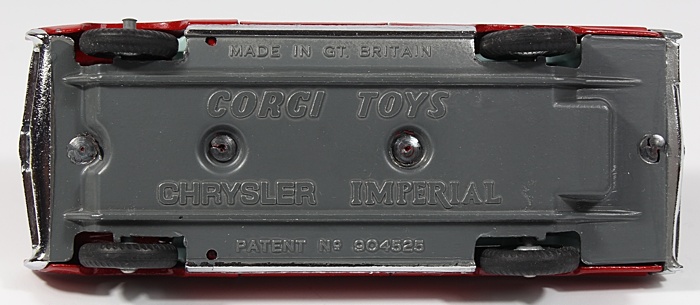 MADE IN GT. BRITAIN
CORGI TOYS
CHRYSLER IMPERIAL
PATENT Nº 904525